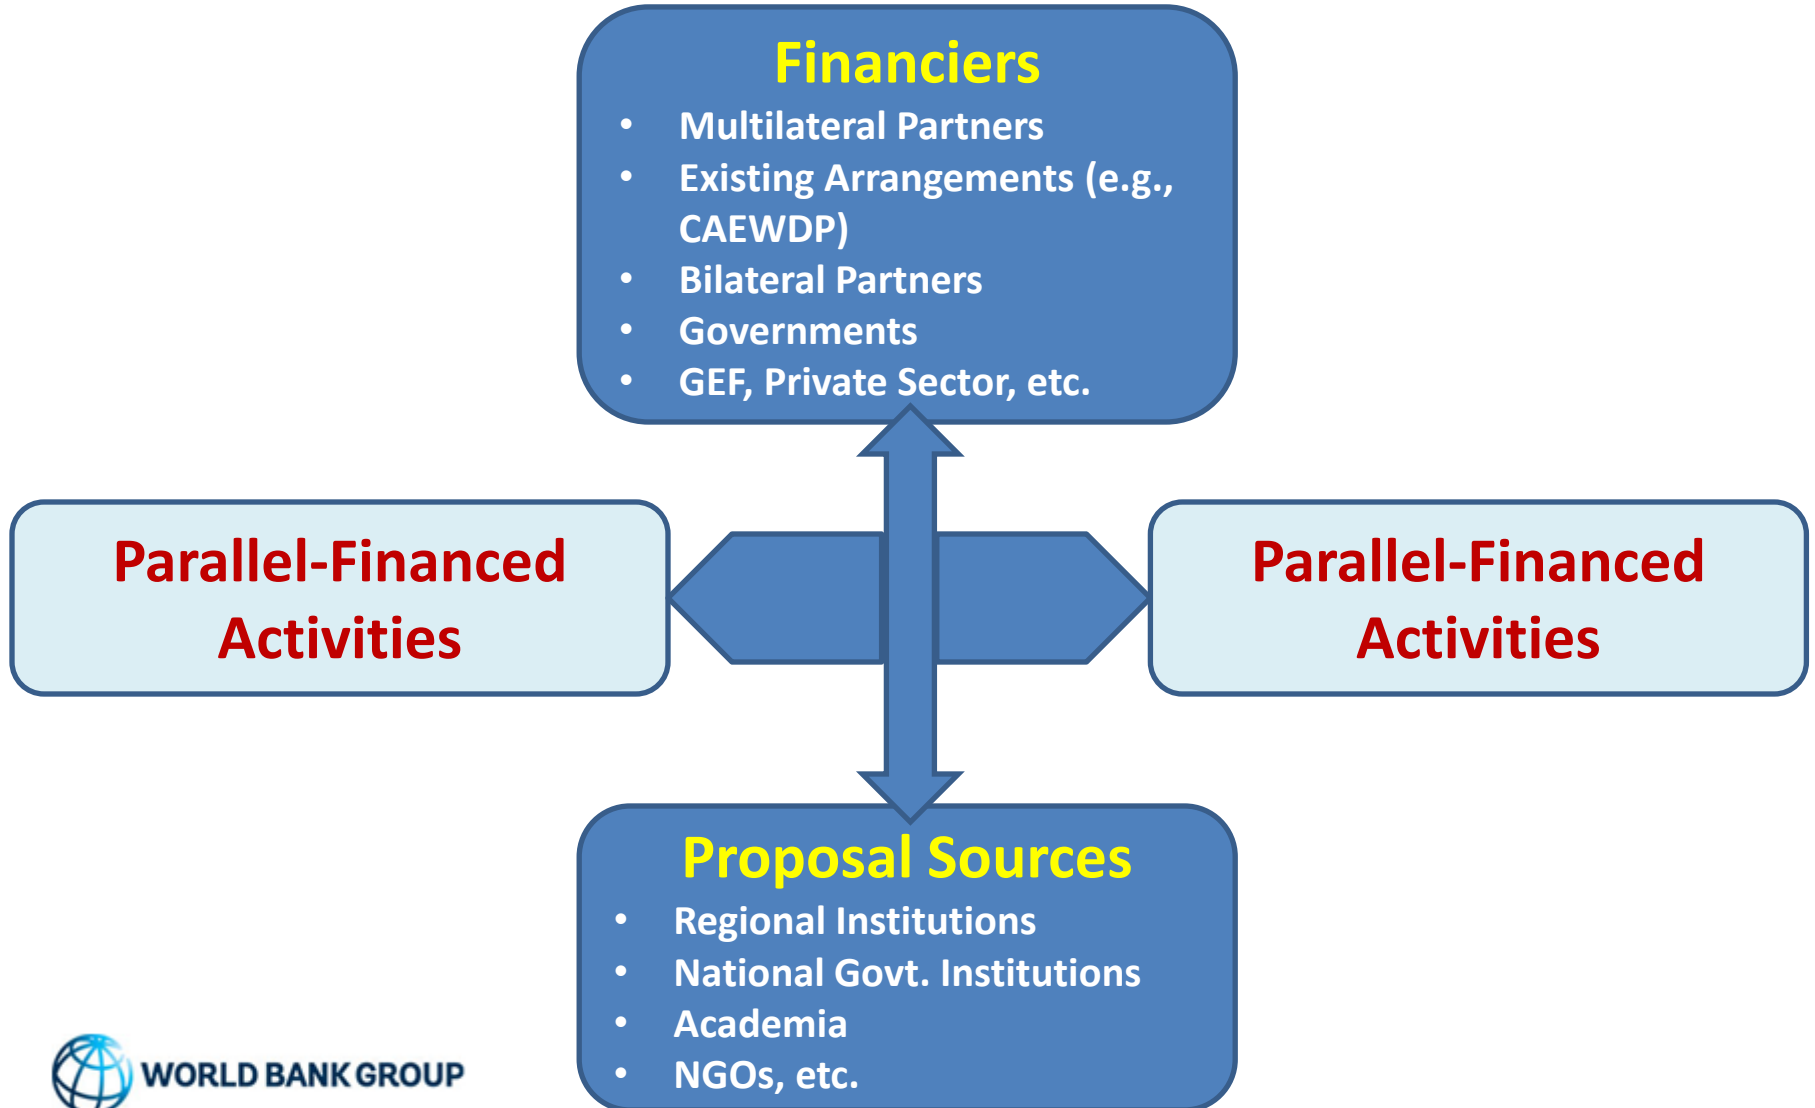 Financiers
• Multilateral Partners
• Existing Arrangements (e.g.,
CAEWDP)
• Bilateral Partners
• Governments
• GEF, Private Sector, etc.
Parallel-Financed
Activities
Parallel-Financed
Activities
Proposal Sources
• Regional Institutions
• National Govt. Institutions
• Academia
• NGOs, etc.
WORLD BANK GROUP